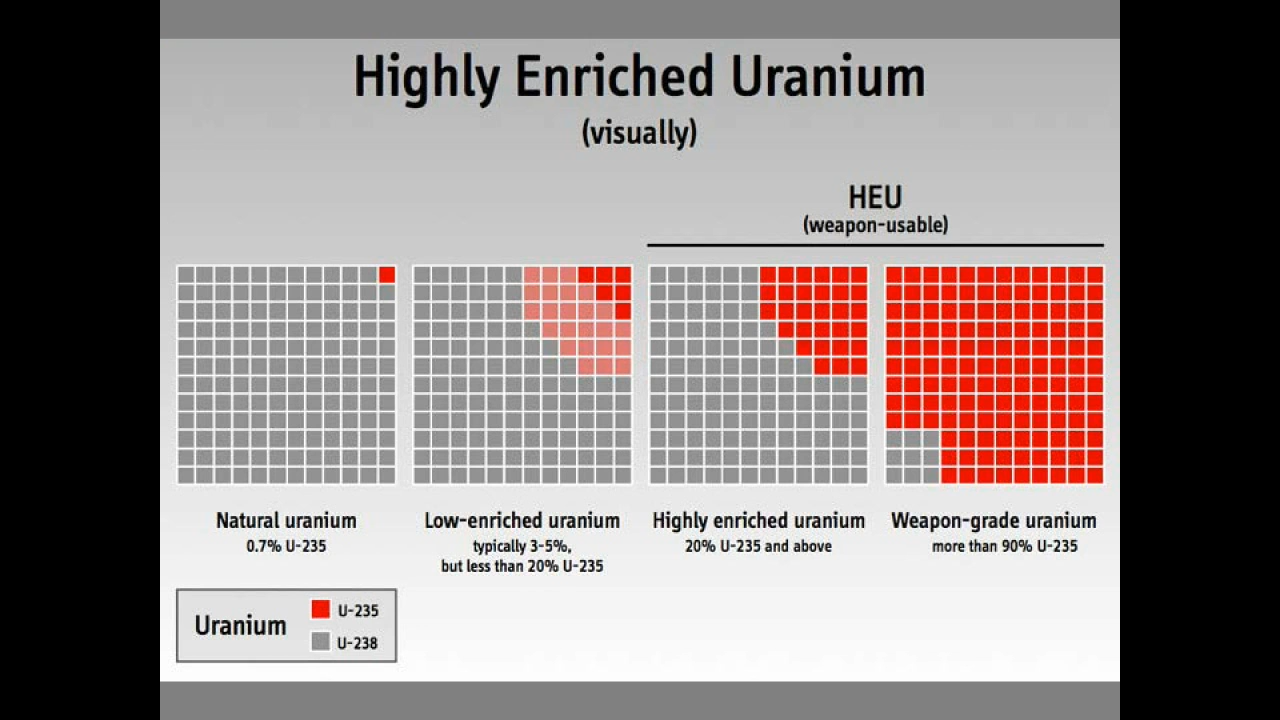 Highly Enriched Uranium
(visually)
HEU
(weapon-usable)
Natural uranium
0.7% U-235
Low-enriched uranium
typically 3-5%,
but less than 20% U-235
Highly enriched uranium
20% U-235 and above
Weapon-grade uranium
more than 90% U-235
Uranium
U-235
U-238